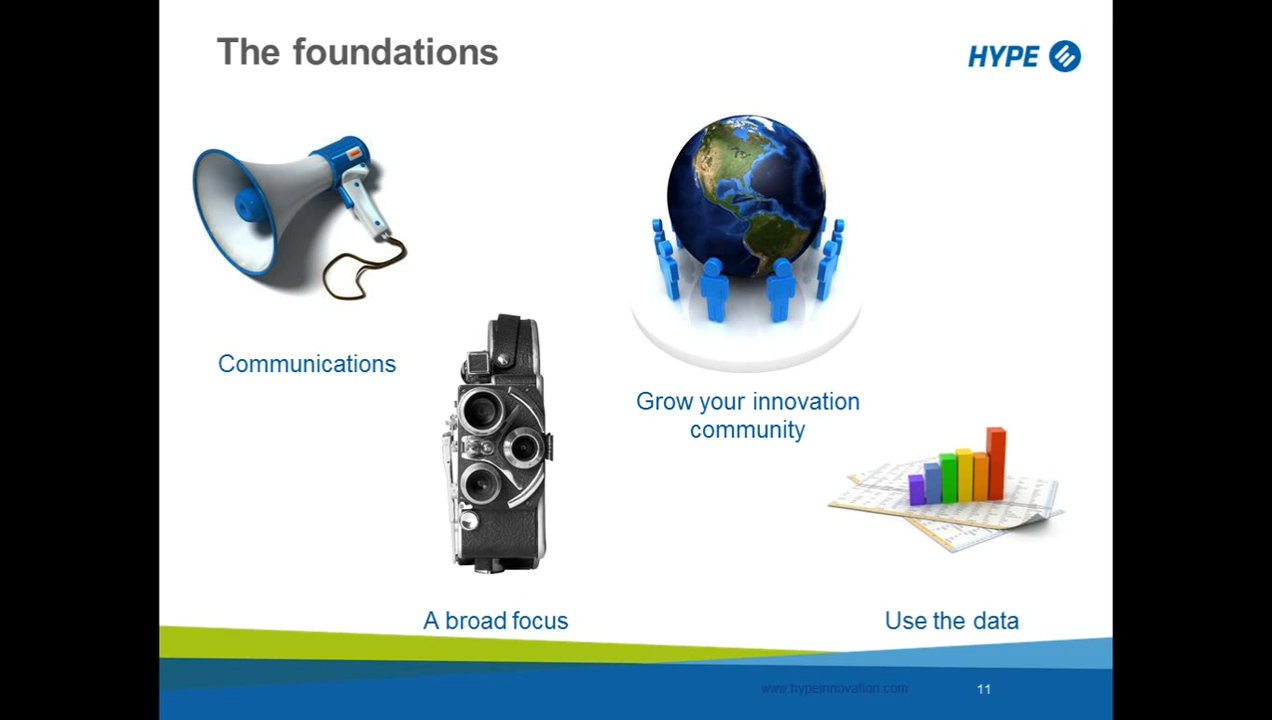 The foundations
HYPE
Communications
Grow your innovation
community
A broad focus
Use the data
www.hypeinnovation.com
11